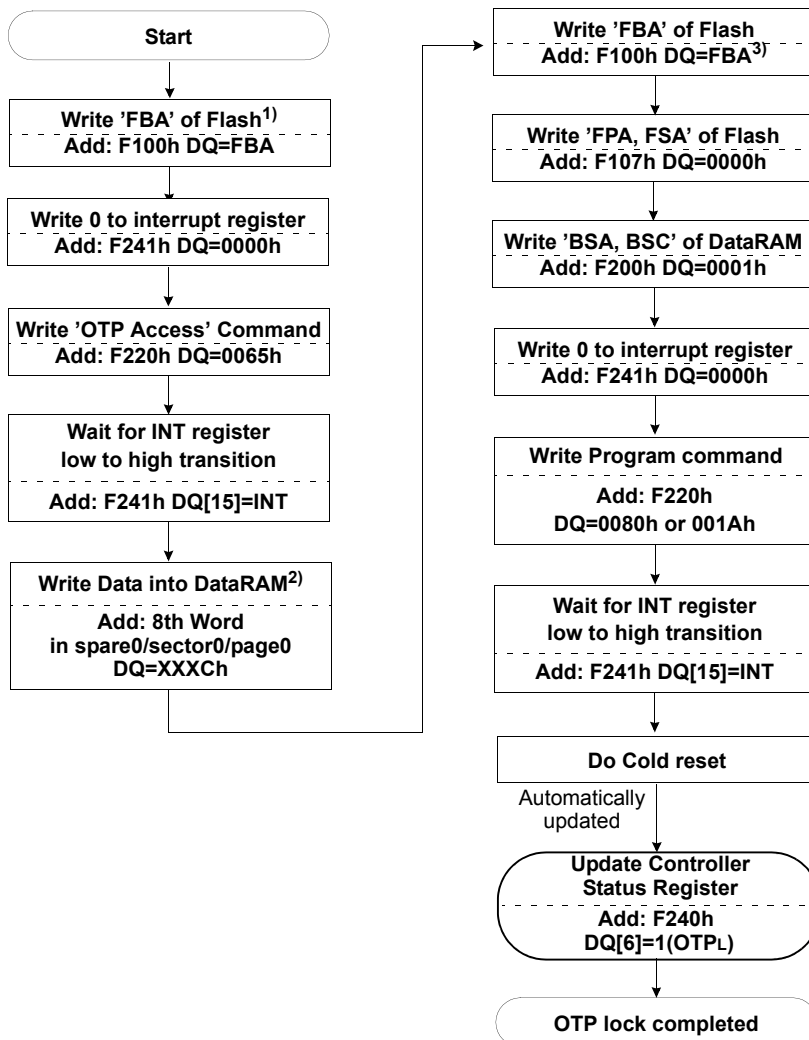 Start
Write ’FBA’ of Flash1)
Add: F100h DQ=FBA
Write 0 to interrupt register
Add: F241h DQ=0000h
Write ’OTP Access’ Command
Add: F220h DQ=0065h
Wait for INT register
low to high transition
Add: F241h DQ[15]=INT
Write Data into DataRAM2)
Add: 8th Word
in spare0/sector0/page0
DQ=XXXCh
Write ’FBA’ of Flash
Add: F100h DQ=FBA3)
Write ’FPA, FSA’ of Flash
Add: F107h DQ=0000h
Write ’BSA, BSC’ of DataRAM
Add: F200h DQ=0001h
Write 0 to interrupt register
Add: F241h DQ=0000h
Write Program command
Add: F220h
DQ=0080h or 001Ah
Wait for INT register
low to high transition
Add: F241h DQ[15]=INT
Do Cold reset
Automatically
updated
Update Controller
Status Register
Add: F240h
DQ[6]=1(OTPL)
OTP lock completed